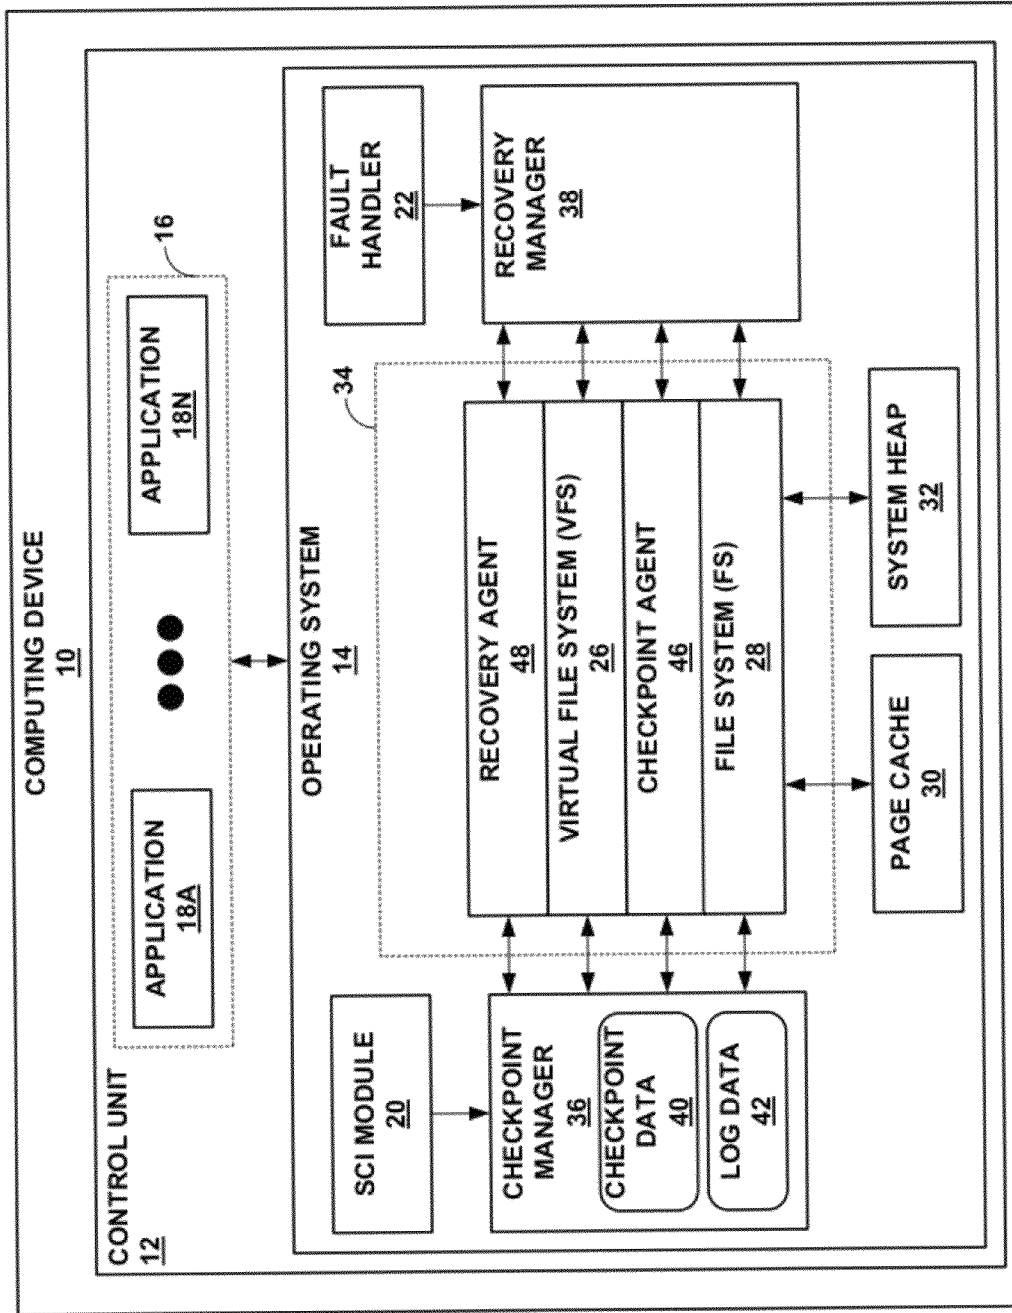 COMPUTING DEVICE
10
CONTROL UNIT
12
16
APPLICATION
18A
APPLICATION
18N
OPERATING SYSTEM
14
SCI MODULE
20
FAULT
HANDLER
22
34
CHECKPOINT
MANAGER
36
CHECKPOINT
DATA
40
LOG DATA
42
RECOVERY AGENT
48
VIRTUAL FILE SYSTEM (VFS)
26
CHECKPOINT AGENT
46
FILE SYSTEM (FS)
28
RECOVERY
MANAGER
38
PAGE CACHE
30
SYSTEM HEAP
32